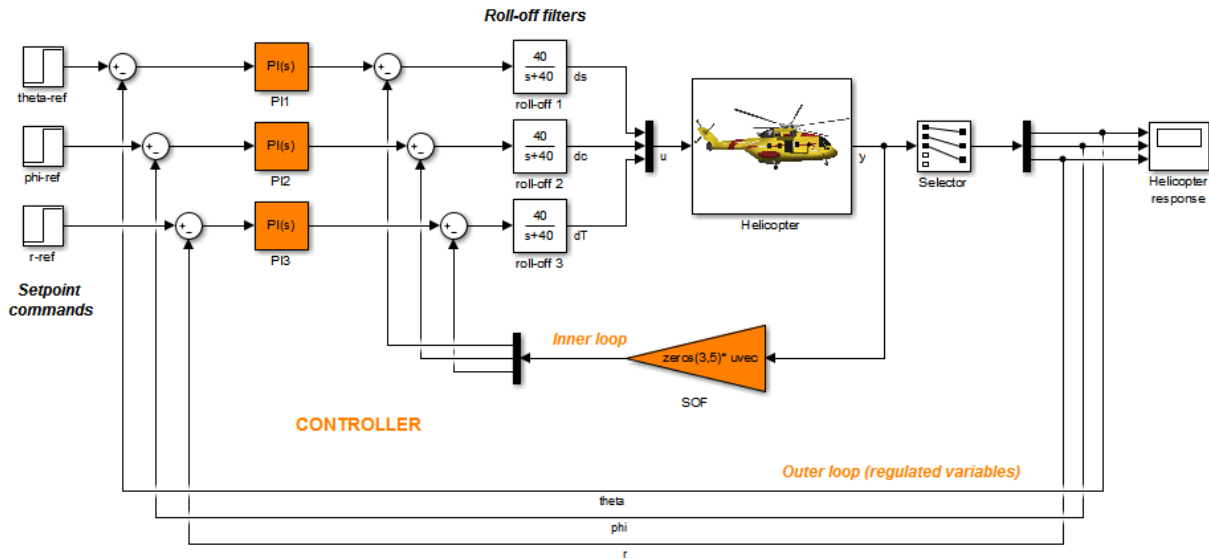 Roll-off filters
theta-ref
+
−
PI(s)
PI1
+
−
40
s+40
ds
roll-off 1
phi-ref
+
−
PI(s)
PI2
+
−
40
s+40
dc
roll-off 2
r-ref
+
−
PI(s)
PI3
+
−
40
s+40
dT
roll-off 3
u
Helicopter
y
Selector
Helicopter
response
Setpoint
commands
Inner loop
zeros(3,5)* uvec
SOF
CONTROLLER
Outer loop (regulated variables)
theta
phi
r